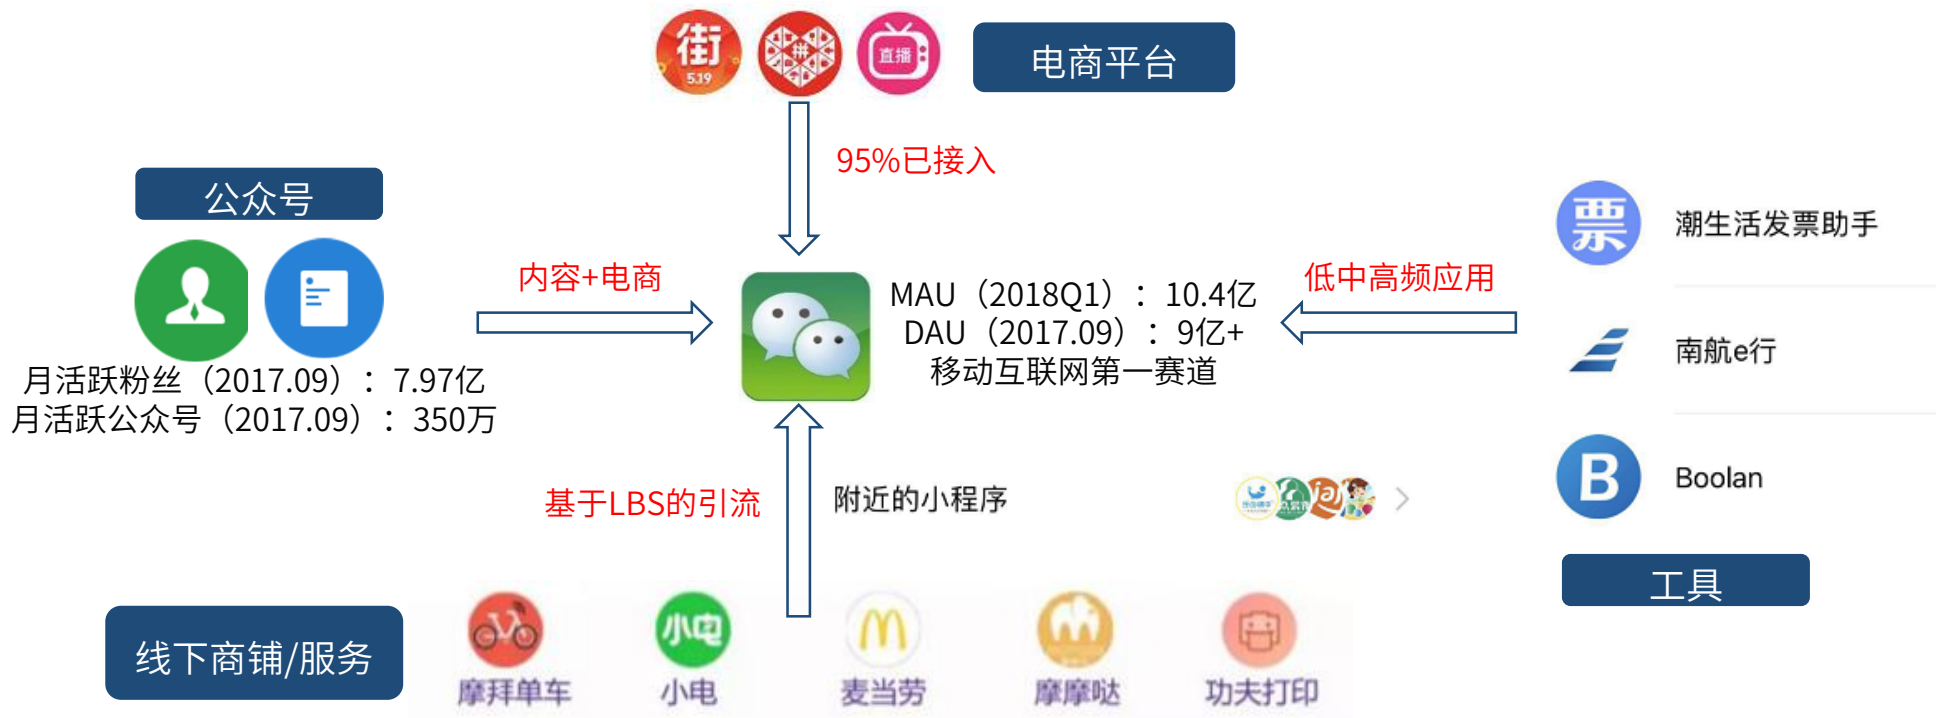 街
5.19
拼
直播
电商平台
95%已接入
公众号
内容+电商
月活跃粉丝（2017.09）：7.97亿
月活跃公众号（2017.09）：350万
MAU（2018Q1）：10.4亿
DAU（2017.09）：9亿+
移动互联网第一赛道
低中高频应用
票
潮生活发票助手
南航e行
B
Boolan
工具
基于LBS的引流
附近的小程序
线下商铺/服务
摩拜单车
小电
小电
麦当劳
摩摩哒
功夫打印